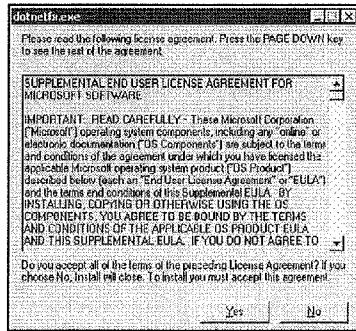 dotnetfx.exe
Please read the following license agreement. Press the PAGE DOWN key
to see the rest of the agreement.
SUPPLEMENTAL END USER LICENSE AGREEMENT FOR
MICROSOFT SOFTWARE
IMPORTANT: READ CAREFULLY - These Microsoft Corporation
("Microsoft") operating system components, including any "online" or
electronic documentation ("OS Components") are subject to the terms
and conditions of the agreement under which you have licensed the
applicable Microsoft operating system product ("OS Product")
described below (each an "End User License Agreement" or "EULA")
and the terms and conditions of this Supplemental EULA. BY
INSTALLING, COPYING OR OTHERWISE USING THE OS
COMPONENTS, YOU AGREE TO BE BOUND BY THE TERMS
AND CONDITIONS OF THE APPLICABLE OS PRODUCT EULA
AND THIS SUPPLEMENTAL EULA. IF YOU DO NOT AGREE TO
Do you accept all of the terms of the preceding License Agreement? If you
choose No, Install will close. To install you must accept this agreement.
Yes No